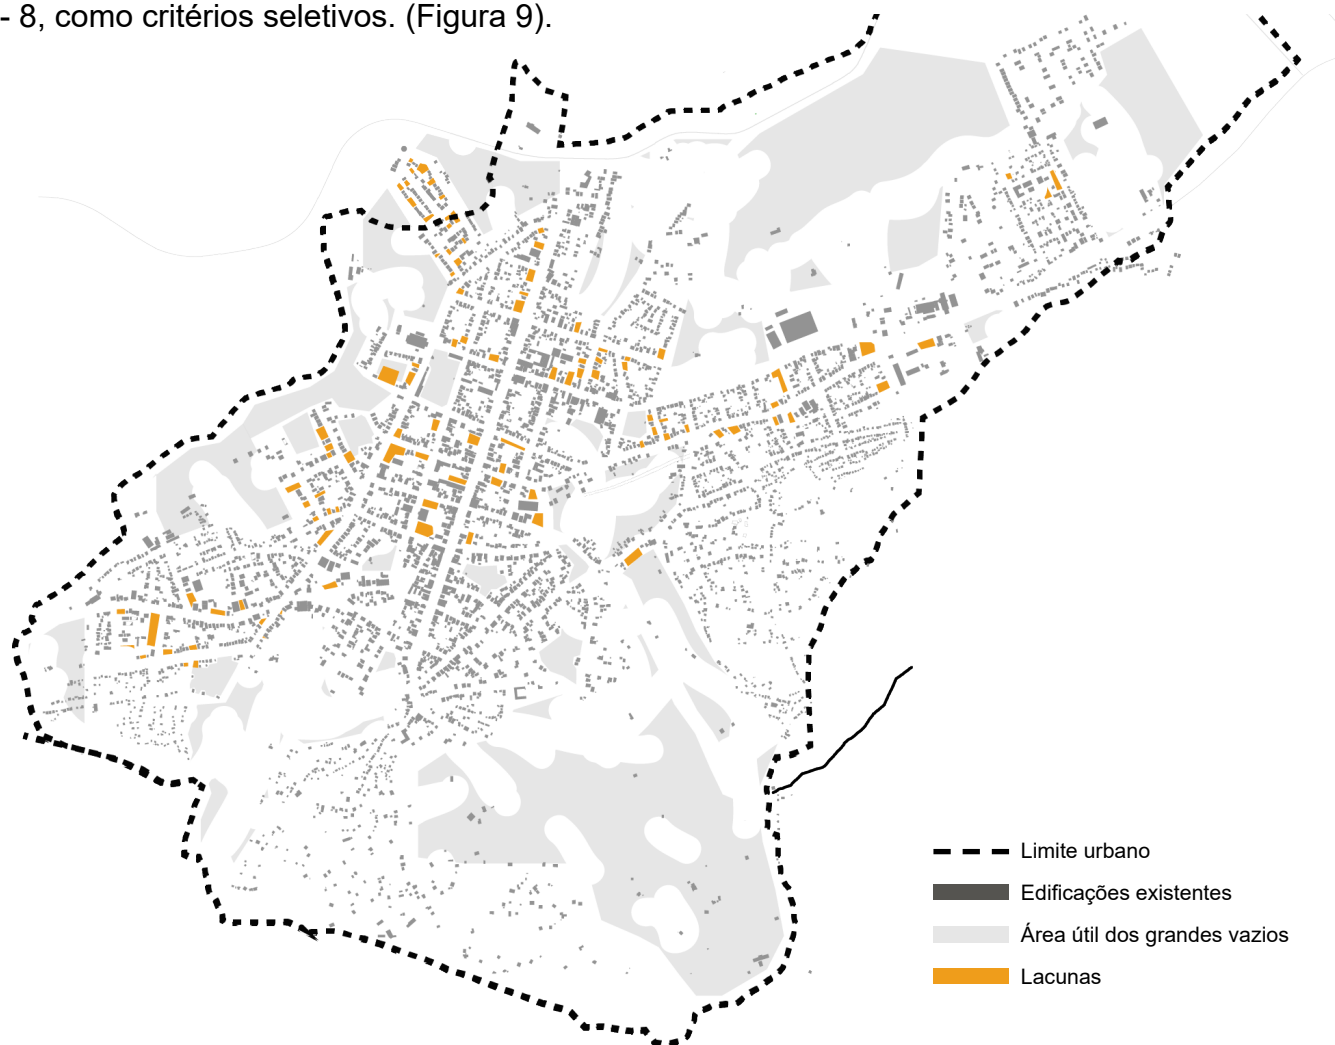 - 8, como critérios seletivos. (Figura 9).
Limite urbano
Edificações existentes
Área útil dos grandes vazios
Lacunas